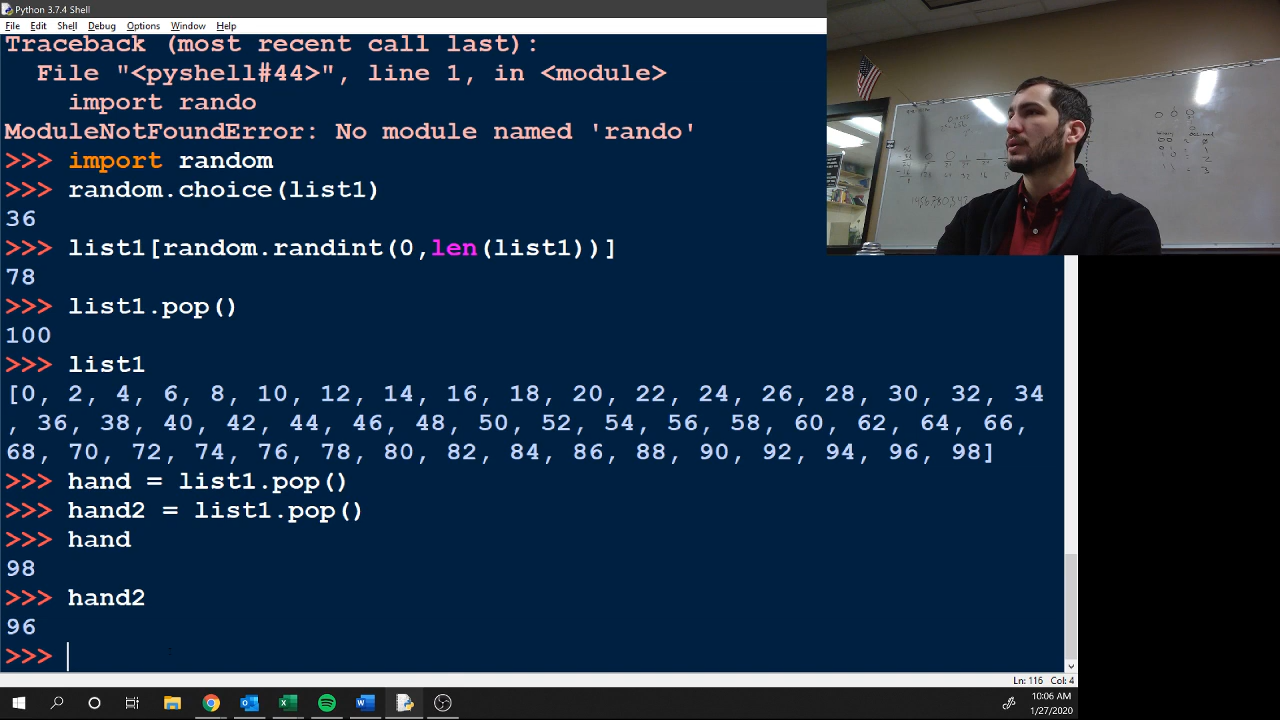 Python 3.7.4 Shell
File Edit Shell Debug Options Window Help
Traceback (most recent call last):
File "<pyshell#44>", line 1, in <module>
import rando
ModuleNotFoundError: No module named 'rando'
>>> import random
>>> random.choice(list1)
36
>>> list1[random.randint(0,len(list1))]
78
>>> list1.pop()
100
>>> list1
[0, 2, 4, 6, 8, 10, 12, 14, 16, 18, 20, 22, 24, 26, 28, 30, 32, 34
, 36, 38, 40, 42, 44, 46, 48, 50, 52, 54, 56, 58, 60, 62, 64, 66,
68, 70, 72, 74, 76, 78, 80, 82, 84, 86, 88, 90, 92, 94, 96, 98]
>>> hand = list1.pop()
>>> hand2 = list1.pop()
>>> hand
98
>>> hand2
96
>>>
Ln: 116 Col: 4
10:06 AM
1/27/2020